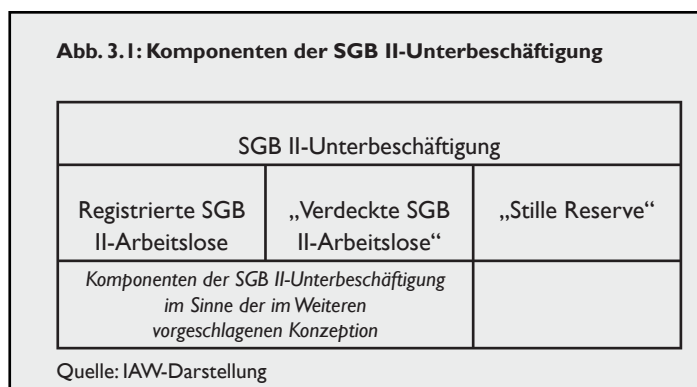 Abb. 3.1: Komponenten der SGB II-Unterbeschäftigung
SGB II-Unterbeschäftigung
Registrierte SGB
II-Arbeitslose
„Verdeckte SGB
II-Arbeitslose“
„Stille Reserve“
Komponenten der SGB II-Unterbeschäftigung
im Sinne der im Weiteren
vorgeschlagenen Konzeption
Quelle: IAW-Darstellung